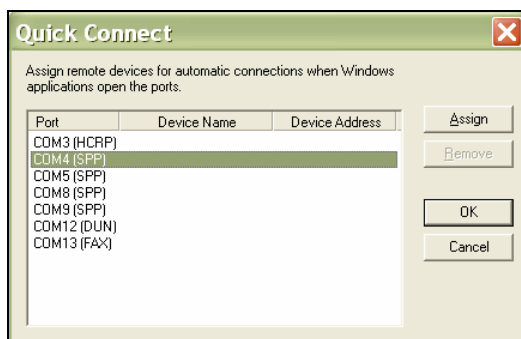 Quick Connect
Assign remote devices for automatic connections when Windows
applications open the ports.
Port Device Name Device Address
COM3 (HCRP)
COM4 (SPP)
COM5 (SPP)
COM8 (SPP)
COM9 (SPP)
COM12 (DUN)
COM13 (FAX)
Assign
Remove
OK
Cancel